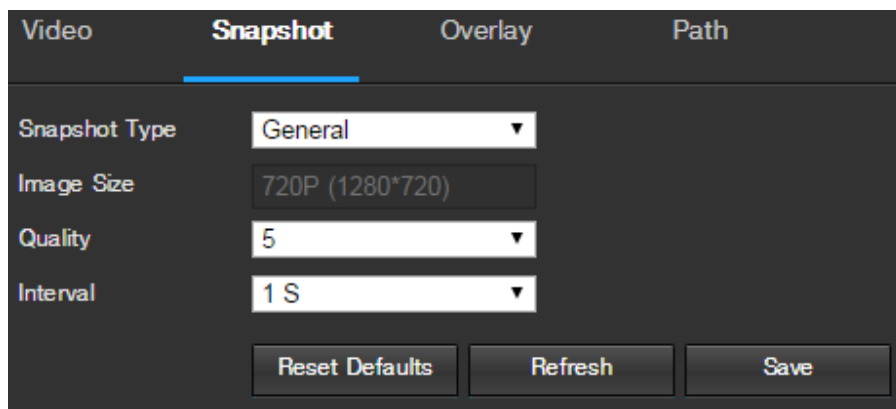 Video Snapshot Overlay Path
Snapshot Type General
Image Size 720P (1280*720)
Quality 5
Interval 1 S
Reset Defaults Refresh Save